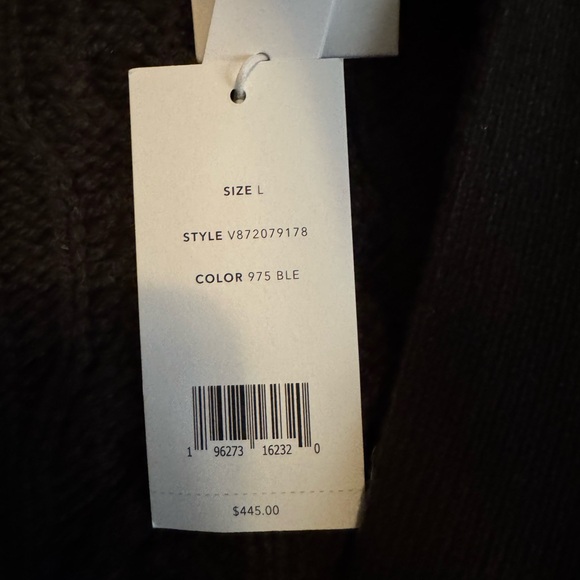 SIZE L
STYLE V872079178
COLOR 975 BLE
1 96273 16232 0
$445.00